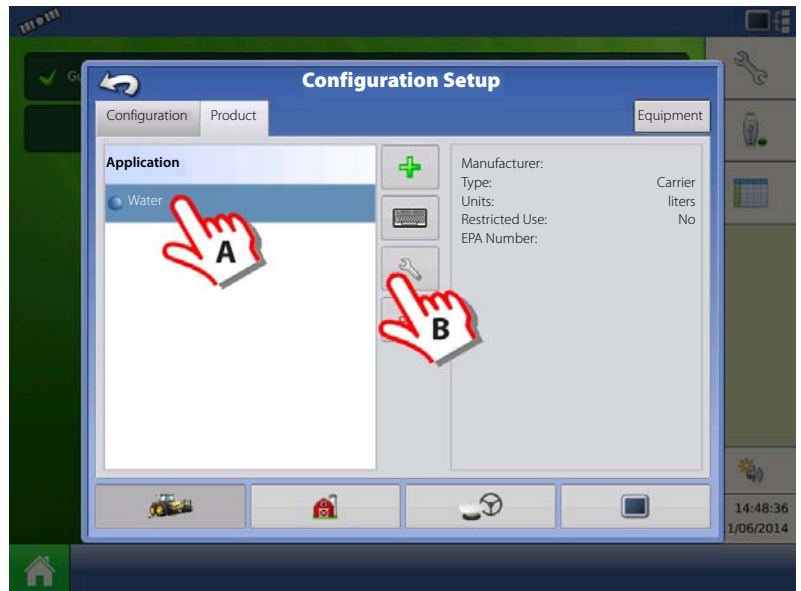 Gu
Configuration Setup
Configuration Product Equipment
Application
Water
A
B
Manufacturer:
Type: Carrier
Units: liters
Restricted Use: No
EPA Number:
14:48:36
1/06/2014